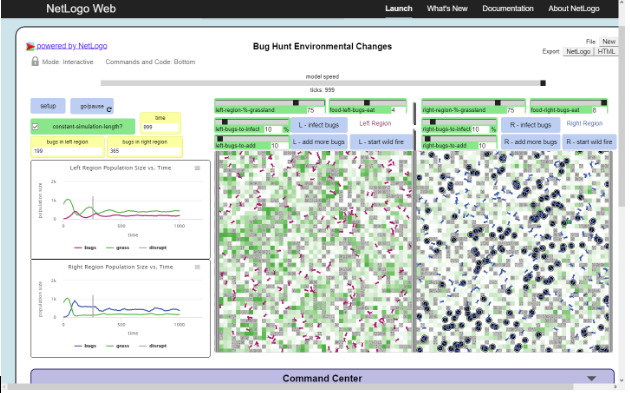 NetLogo Web
Launch What's New Documentation About NetLogo
powered by NetLogo
Bug Hunt Environmental Changes
File: New
Export: NetLogo HTML
Mode: Interactive Commands and Code: Bottom
model speed
ticks: 999
setup
go/pause
time
999
constant-simulation-length?
bugs in left region
199
bugs in right region
365
left-region-%-grassland 75
food-left-bugs-eat 4
left-bugs-to-infect 10 %
L - infect bugs
Left Region
left-bugs-to-add 10
L - add more bugs
L - start wild fire
right-region-%-grassland 75
food-right-bugs-eat 6
right-bugs-to-infect 10 %
R - infect bugs
Right Region
right-bugs-to-add 10
R - add more bugs
R - start wild fire
Left Region Population Size vs. Time
population size
2k
1k
0
0 500 1000
time
bugs grass disrupt
Right Region Population Size vs. Time
population size
2k
1k
0
0 500 1000
time
bugs grass disrupt
Command Center